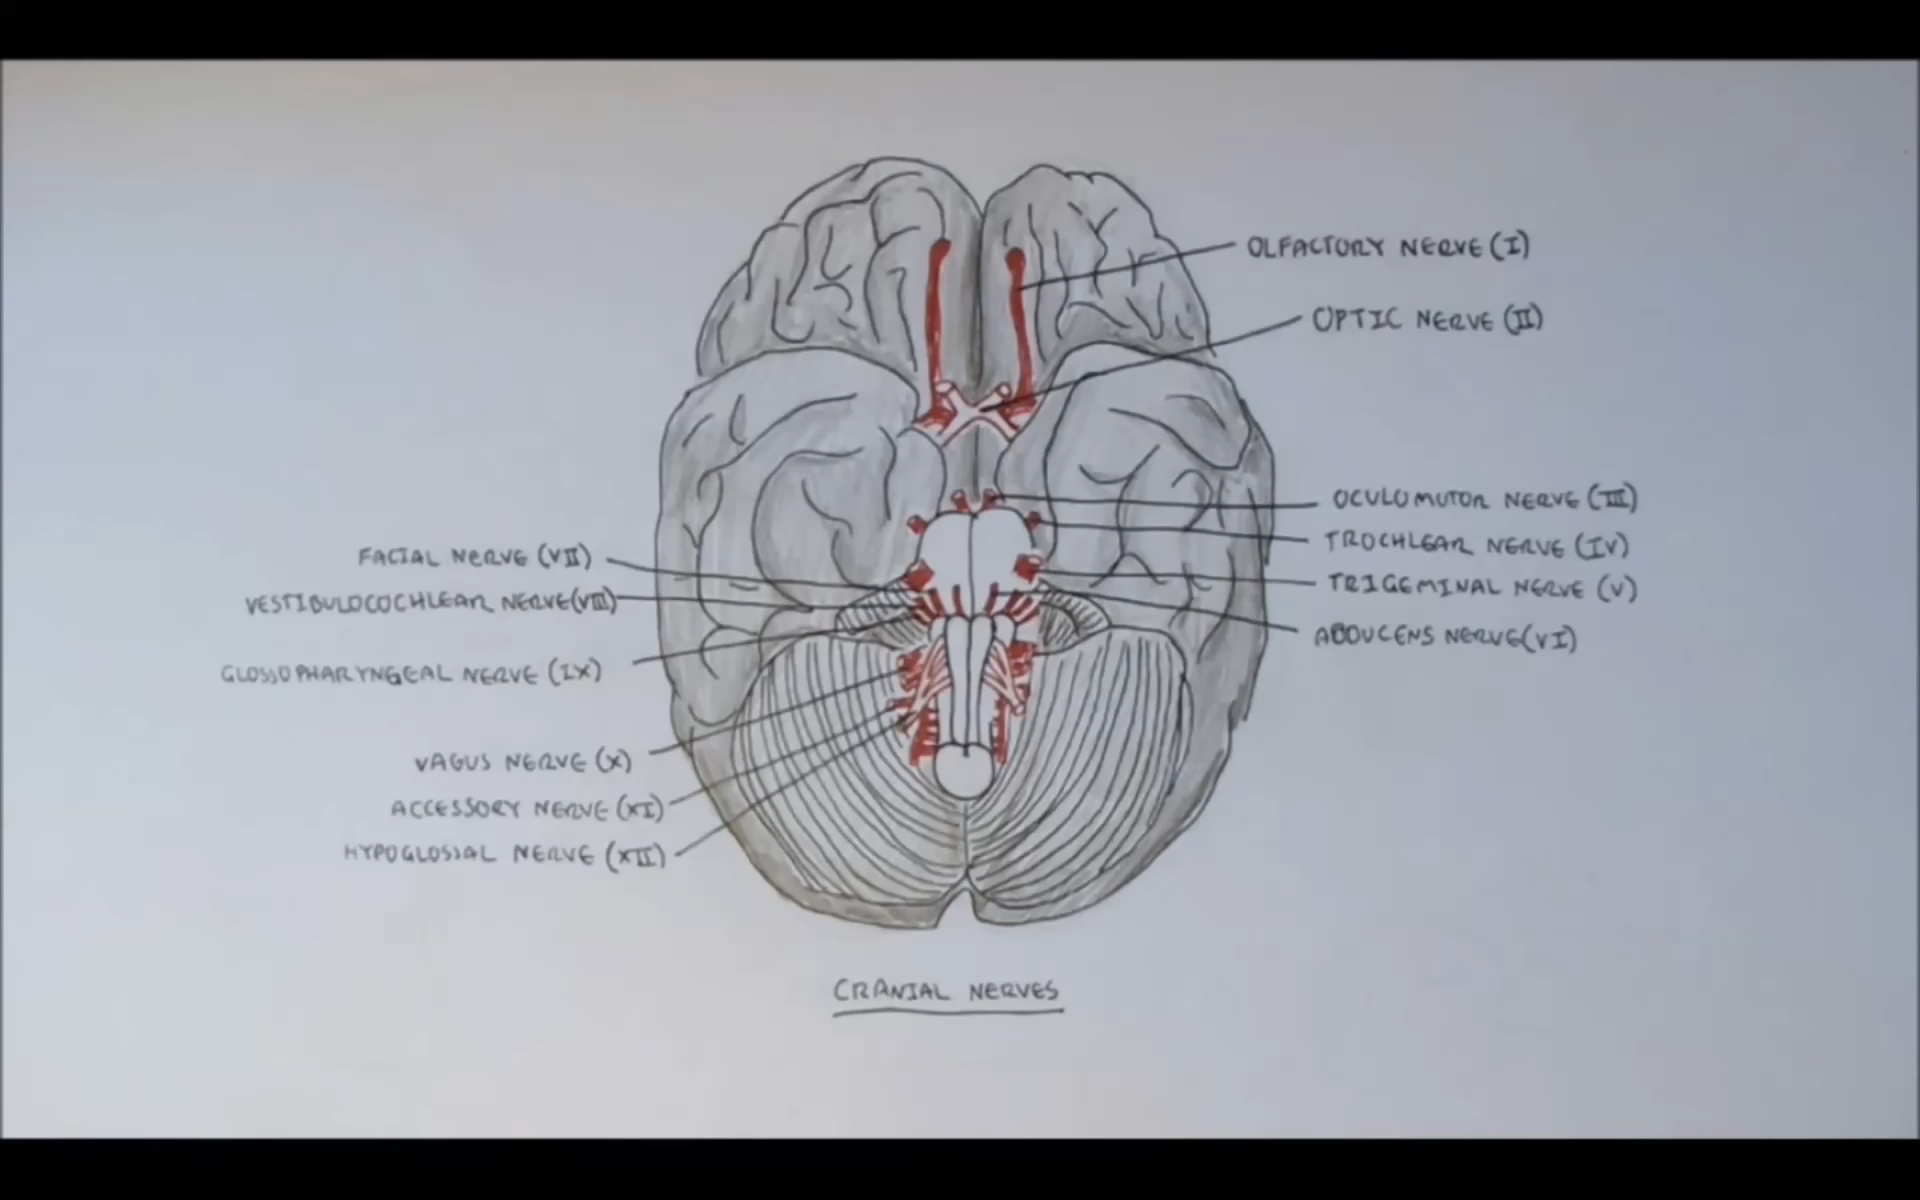 OLFACTORY NERVE (I)
OPTIC NERVE (II)
OCULOMUTOR NERVE (III)
TROCHLEAR NERVE (IV)
TRIGEMINAL NERVE (V)
ABDUCENS NERVE (VI)
FACIAL NERVE (VII)
VESTIBULOCOCHLEAR NERVE (VIII)
GLOSSOPHARYNGEAL NERVE (IX)
VAGUS NERVE (X)
ACCESSORY NERVE (XI)
HYPOGLOSSAL NERVE (XII)
CRANIAL NERVES